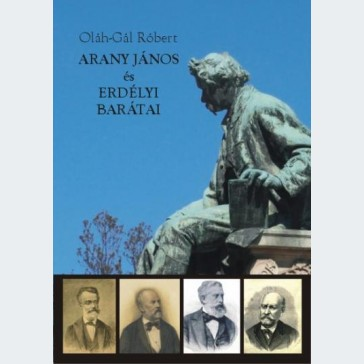 Oláh-Gál Róbert
ARANY JÁNOS
és
ERDÉLYI
BARÁTAI